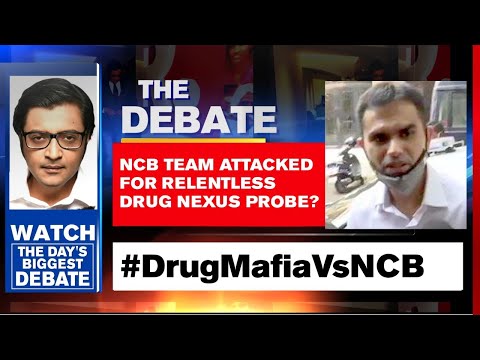 THE
DEBATE
NCB TEAM ATTACKED
FOR RELENTLESS
DRUG NEXUS PROBE?
WATCH
THE DAY'S
BIGGEST
DEBATE
#DrugMafiaVsNCB